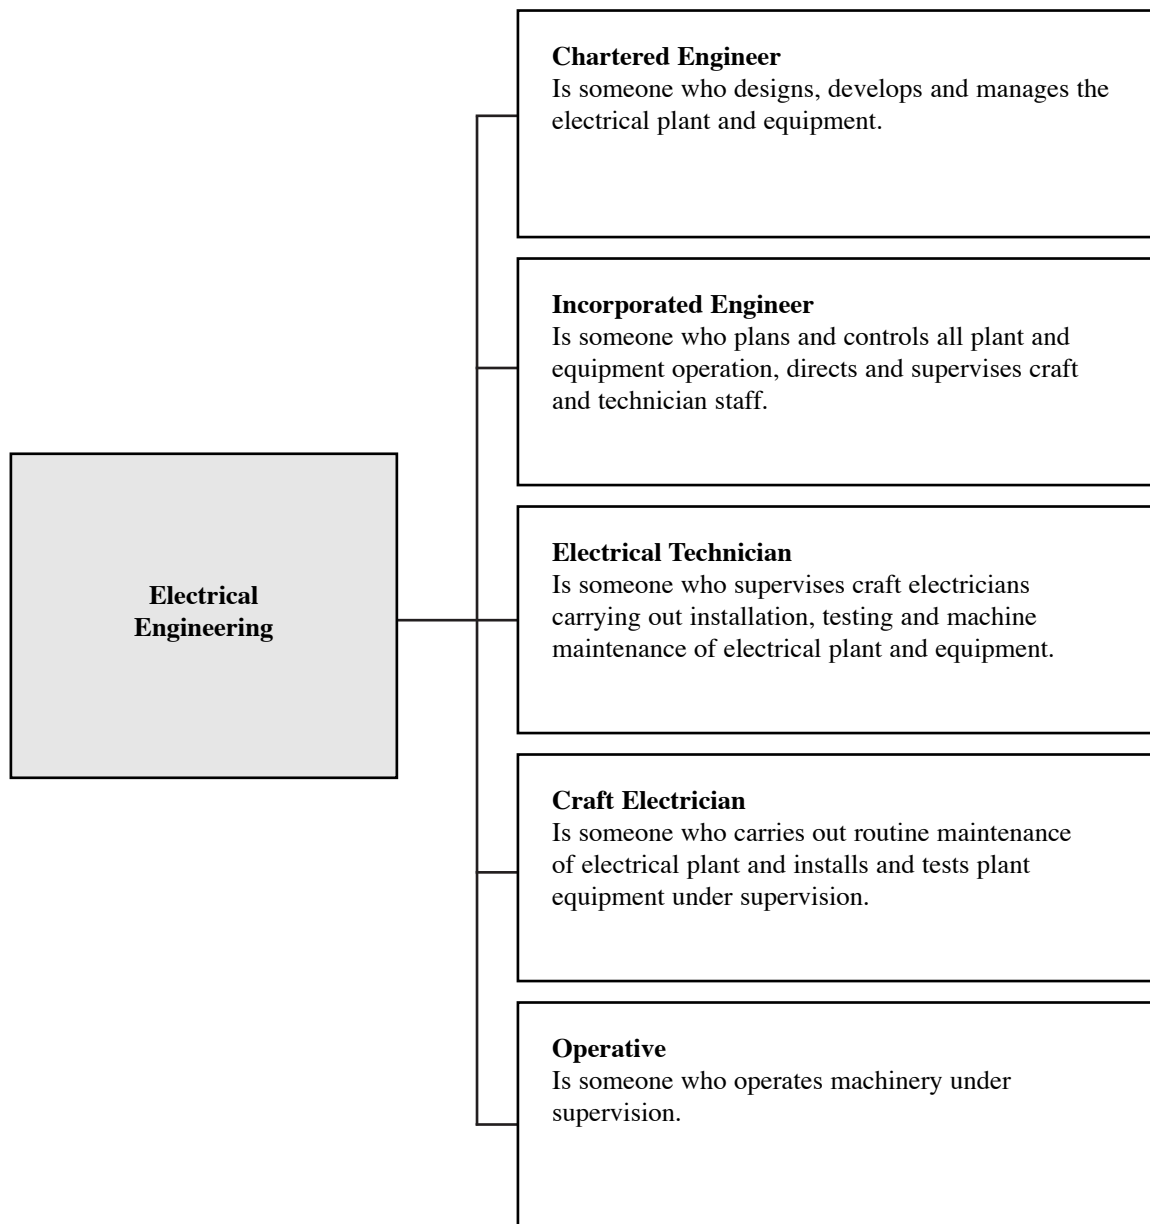 Chartered Engineer
Is someone who designs, develops and manages the
electrical plant and equipment.
Incorporated Engineer
Is someone who plans and controls all plant and
equipment operation, directs and supervises craft
and technician staff.
Electrical
Engineering
Electrical Technician
Is someone who supervises craft electricians
carrying out installation, testing and machine
maintenance of electrical plant and equipment.
Craft Electrician
Is someone who carries out routine maintenance
of electrical plant and installs and tests plant
equipment under supervision.
Operative
Is someone who operates machinery under
supervision.